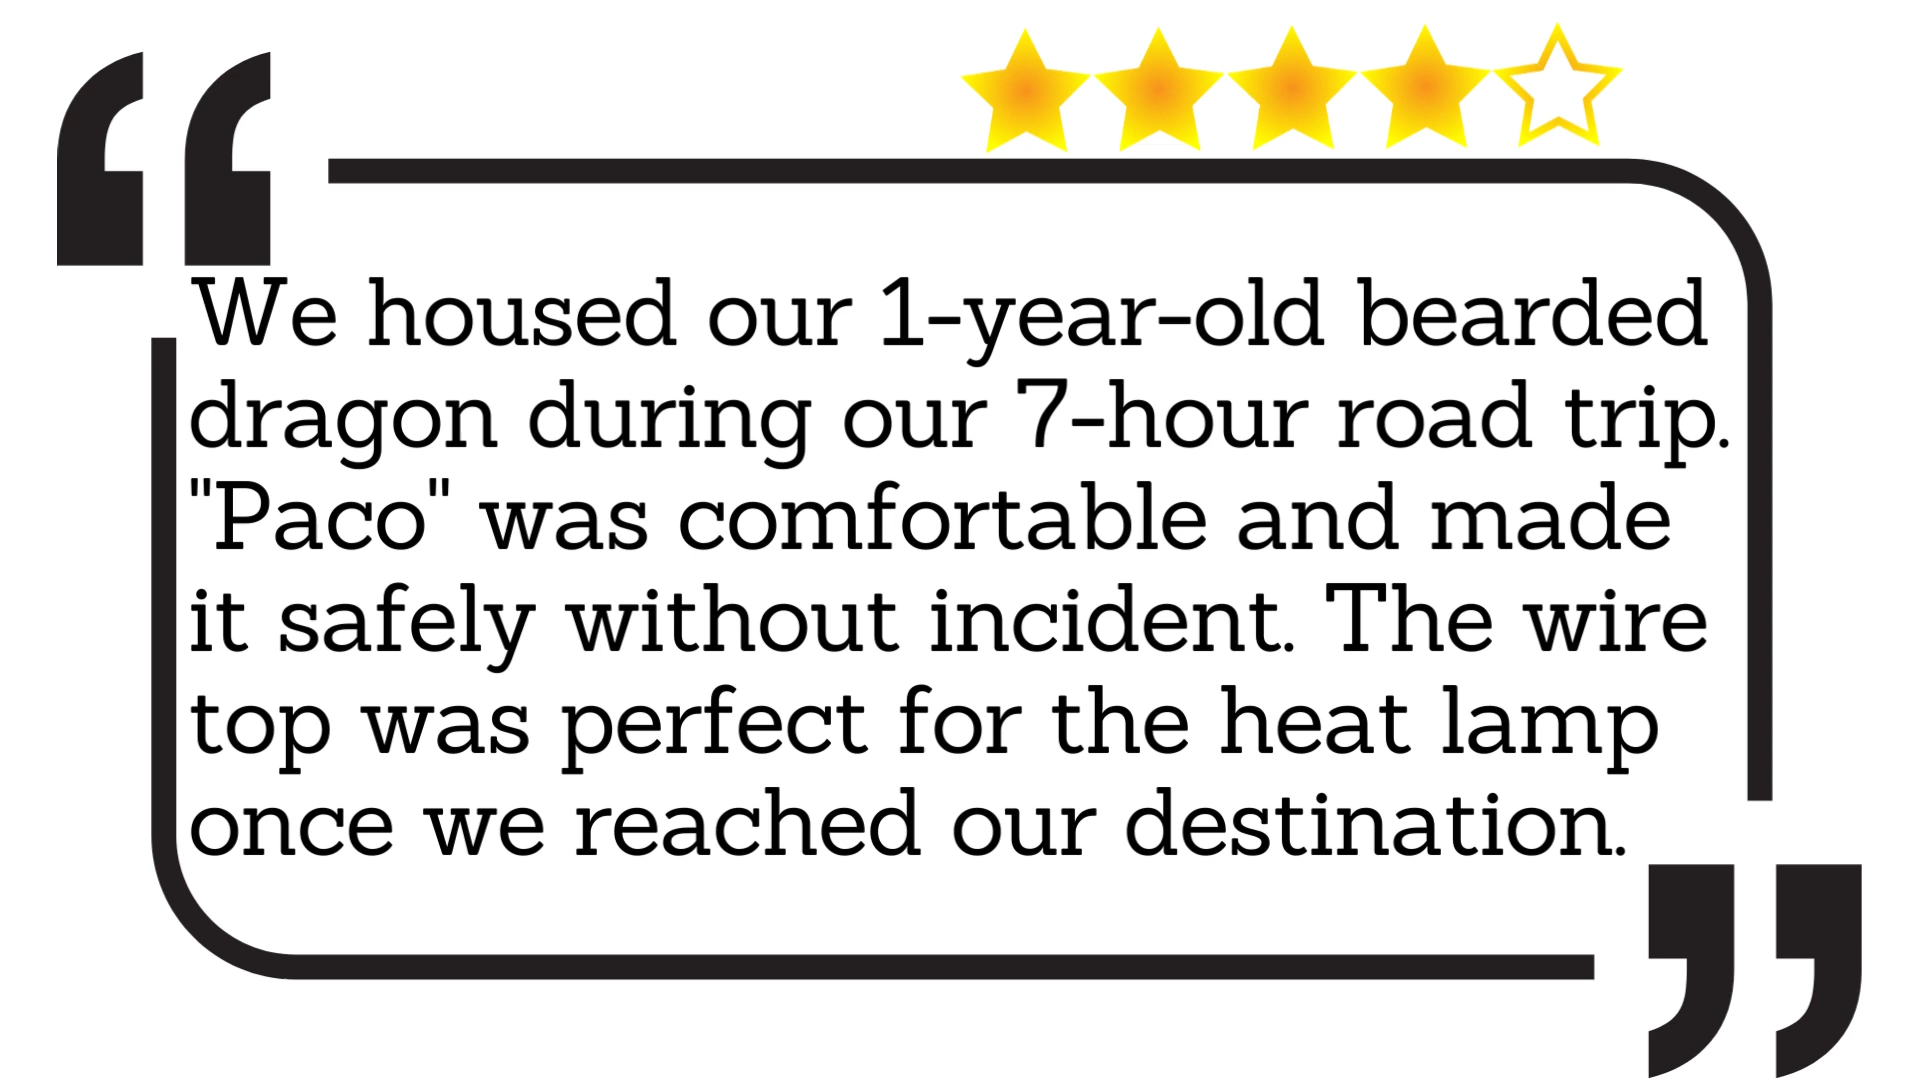 We housed our 1-year-old bearded
dragon during our 7-hour road trip.
"Paco" was comfortable and made
it safely without incident. The wire
top was perfect for the heat lamp
once we reached our destination.